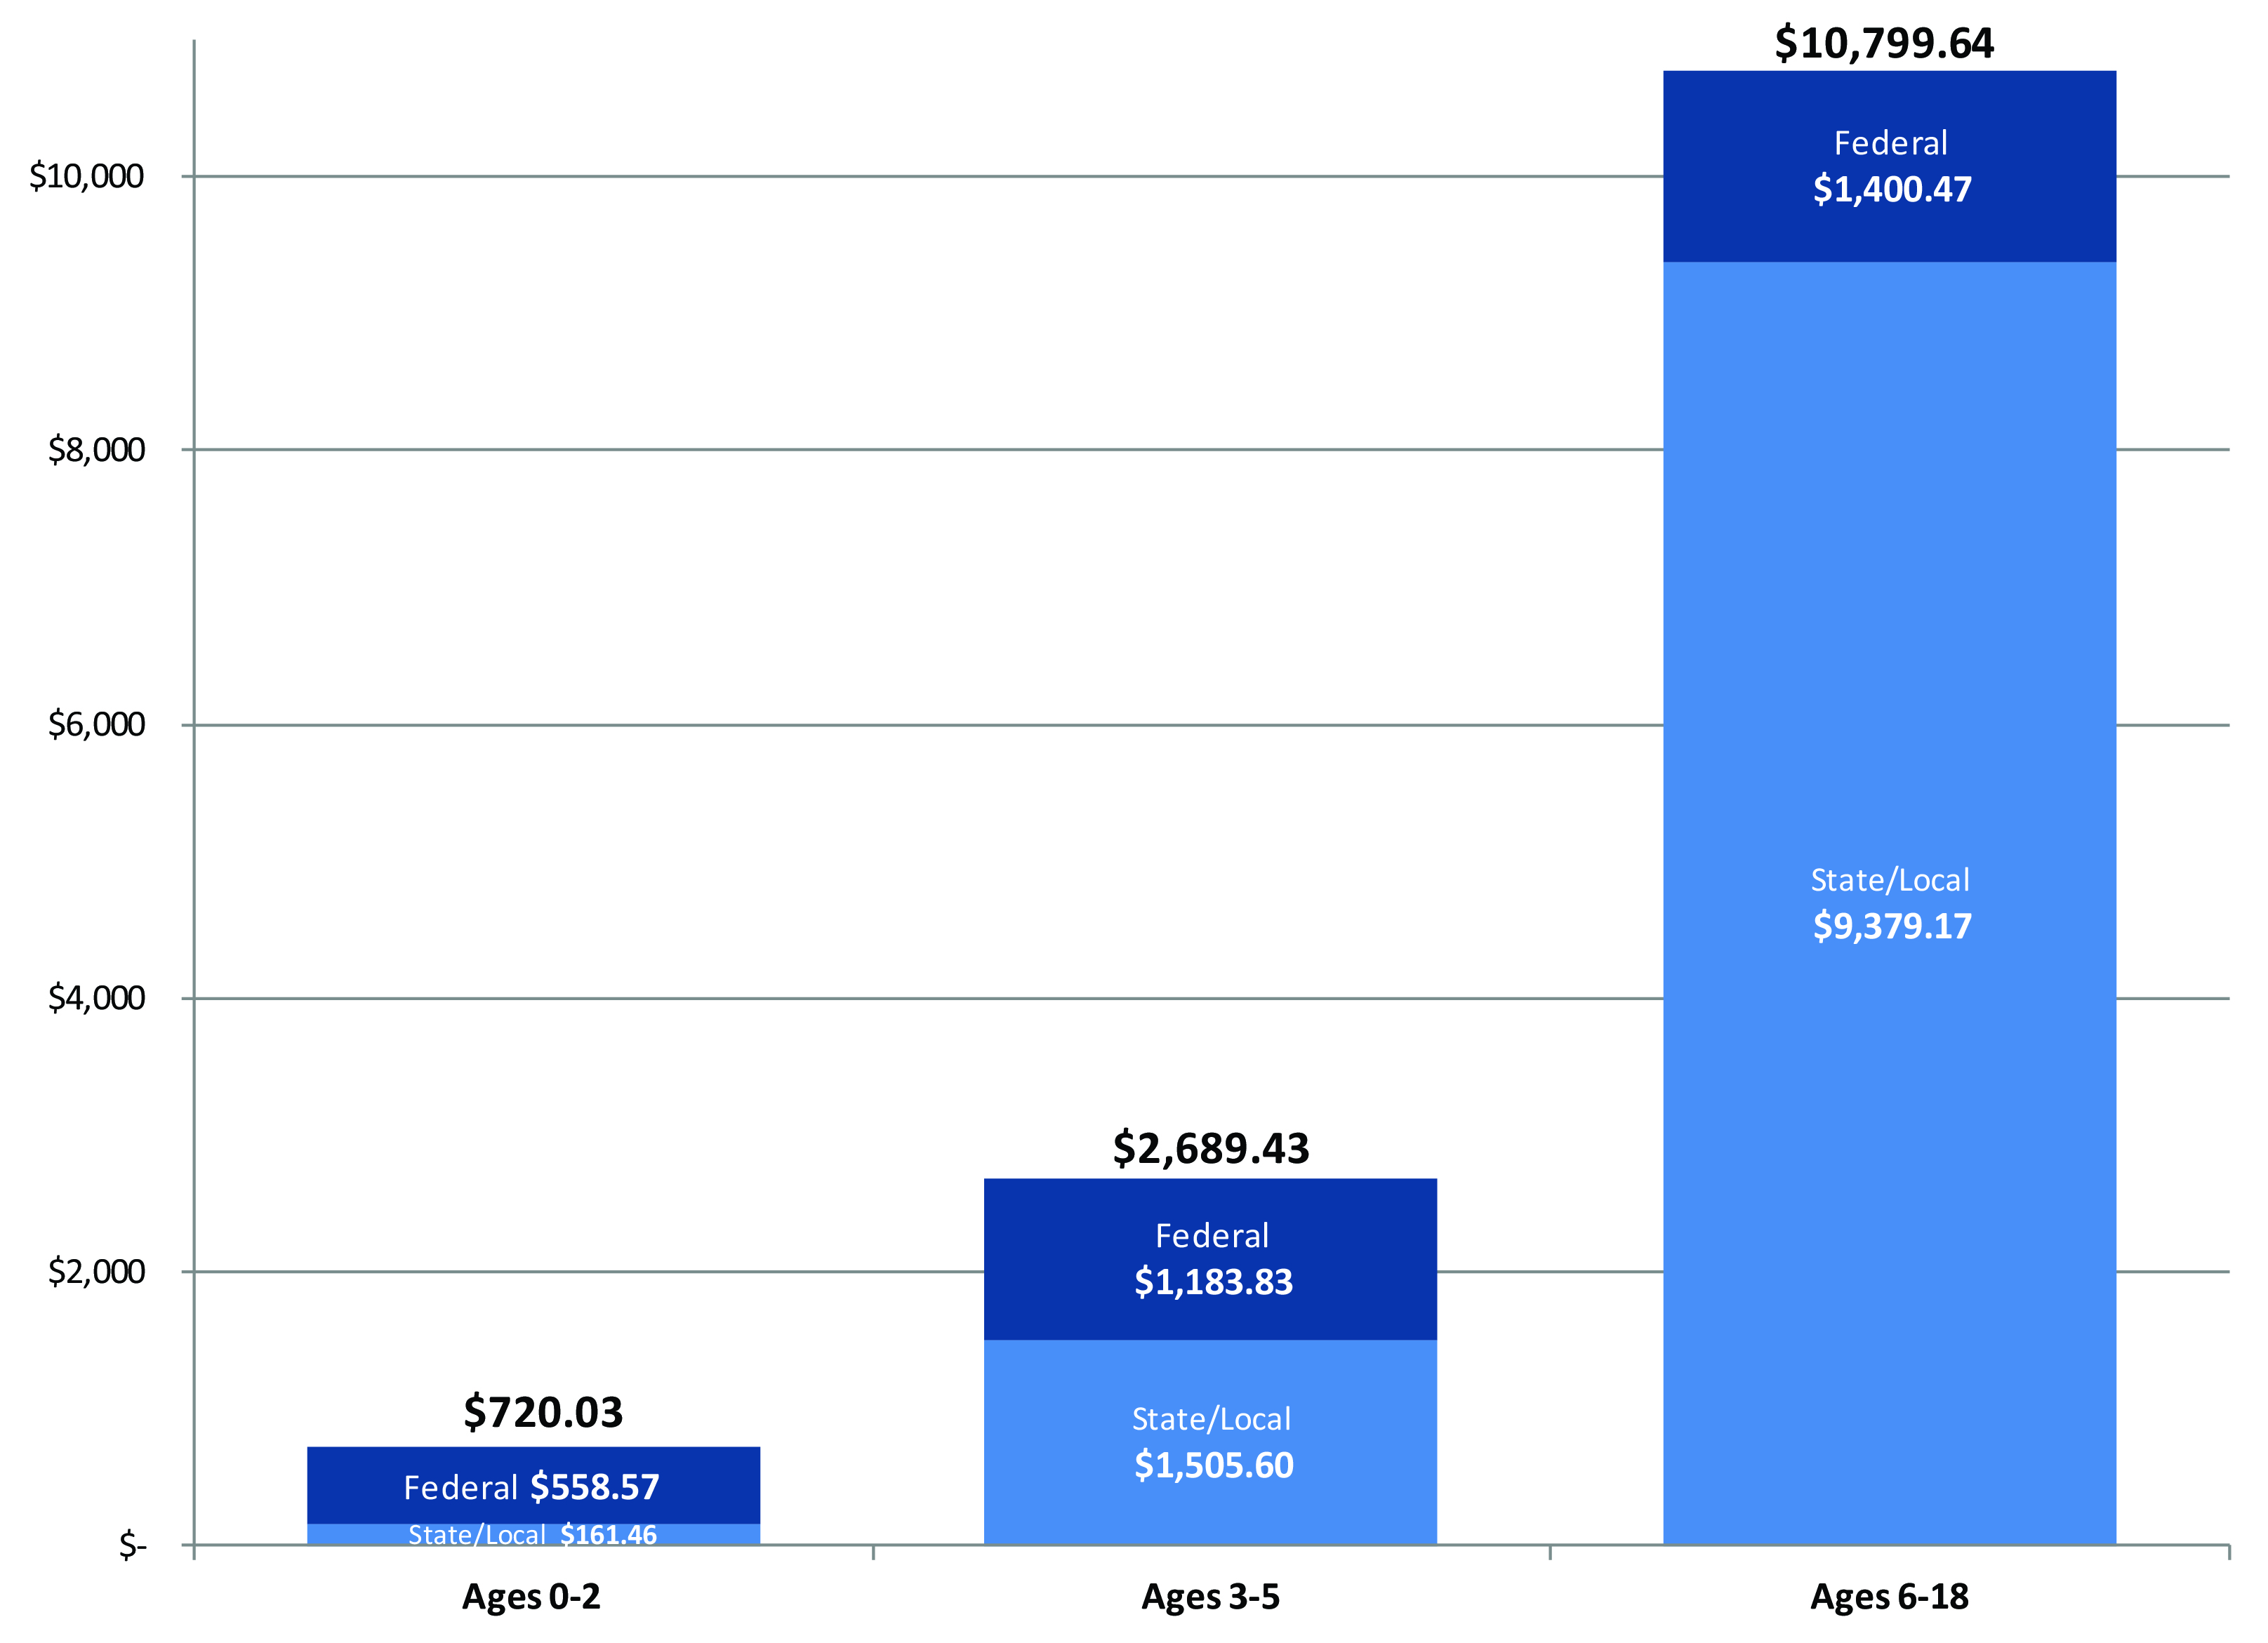 $10,799.64
Federal
$1,400.47
$10,000
$8,000
$6,000
State/Local
$9,379.17
$4,000
$2,689.43
Federal
$1,183.83
$2,000
$720.03
State/Local
$1,505.60
Federal $558.57
State/Local $161.46
$-
Ages 0-2
Ages 3-5
Ages 6-18